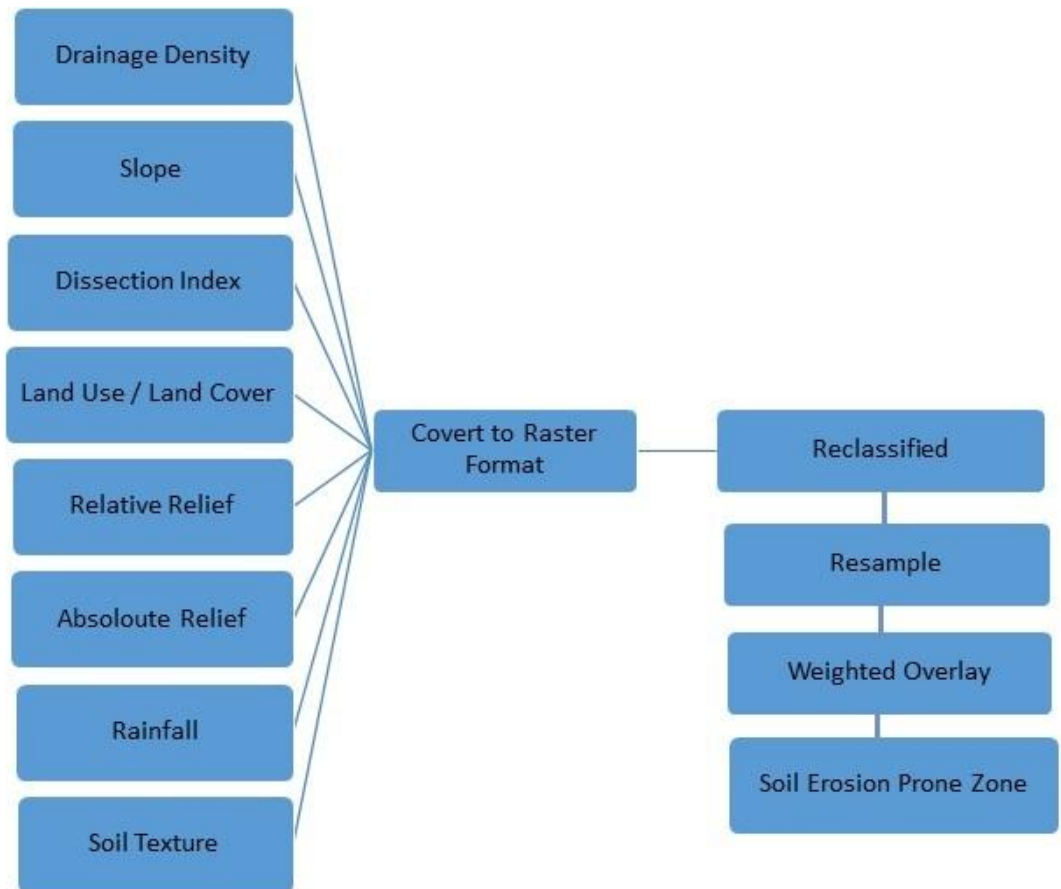 Drainage Density
Slope
Dissection Index
Land Use / Land Cover
Relative Relief
Absoloute Relief
Rainfall
Soil Texture
Covert to Raster
Format
Reclassified
Resample
Weighted Overlay
Soil Erosion Prone Zone